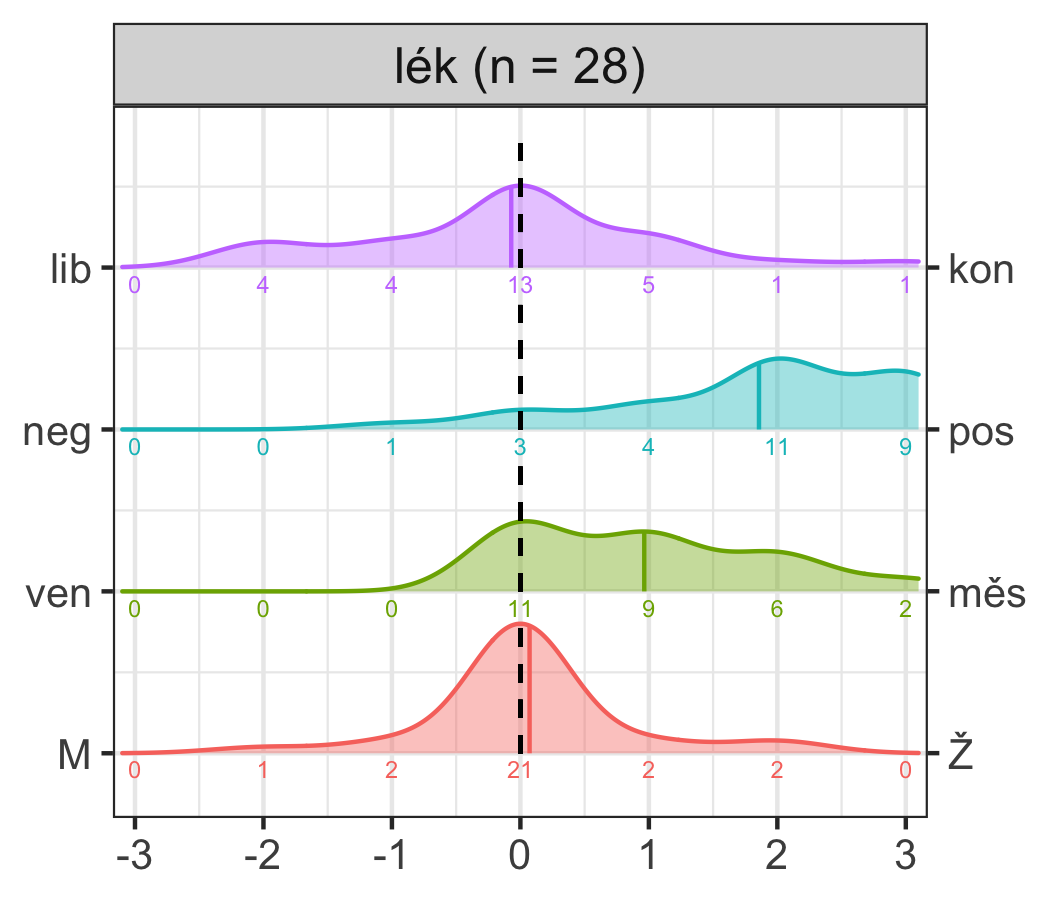 lék (n = 28)
lib kon
0 4 4 13 5 1 1
neg pos
0 0 1 3 4 11 9
ven měs
0 0 0 11 9 6 2
M Ž
0 1 2 21 2 2 0
-3 -2 -1 0 1 2 3